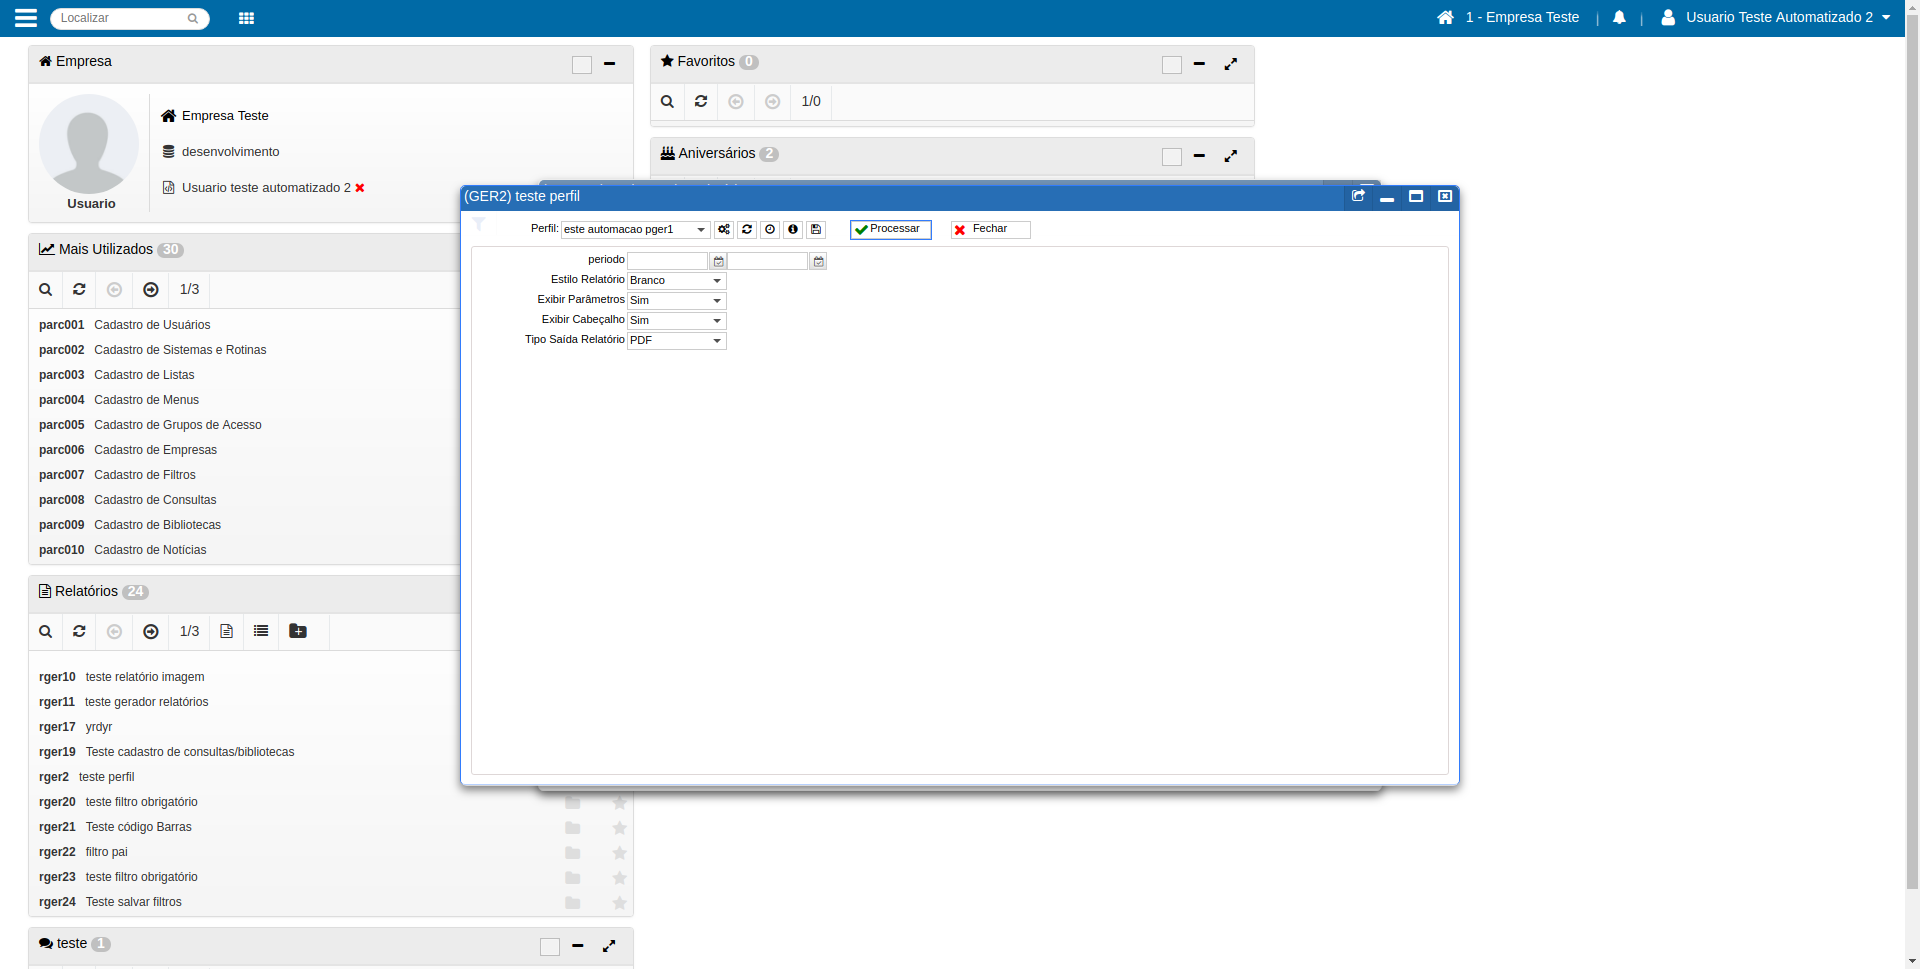 Localizar
1 - Empresa Teste
Usuario Teste Automatizado 2
Empresa
Empresa Teste
desenvolvimento
Usuario teste automatizado 2
Usuario
Favoritos 0
1/0
Aniversários 2
Mais Utilizados 30
1/3
parc001 Cadastro de Usuários
parc002 Cadastro de Sistemas e Rotinas
parc003 Cadastro de Listas
parc004 Cadastro de Menus
parc005 Cadastro de Grupos de Acesso
parc006 Cadastro de Empresas
parc007 Cadastro de Filtros
parc008 Cadastro de Consultas
parc009 Cadastro de Bibliotecas
parc010 Cadastro de Notícias
Relatórios 24
1/3
rger10 teste relatório imagem
rger11 teste gerador relatórios
rger17 yrdyr
rger19 Teste cadastro de consultas/bibliotecas
rger2 teste perfil
rger20 teste filtro obrigatório
rger21 Teste código Barras
rger22 filtro pai
rger23 teste filtro obrigatório
rger24 Teste salvar filtros
teste 1
(GER2) teste perfil
Perfil: este automacao pger1
Processar
Fechar
periodo
Estilo Relatório Branco
Exibir Parâmetros Sim
Exibir Cabeçalho Sim
Tipo Saída Relatório PDF